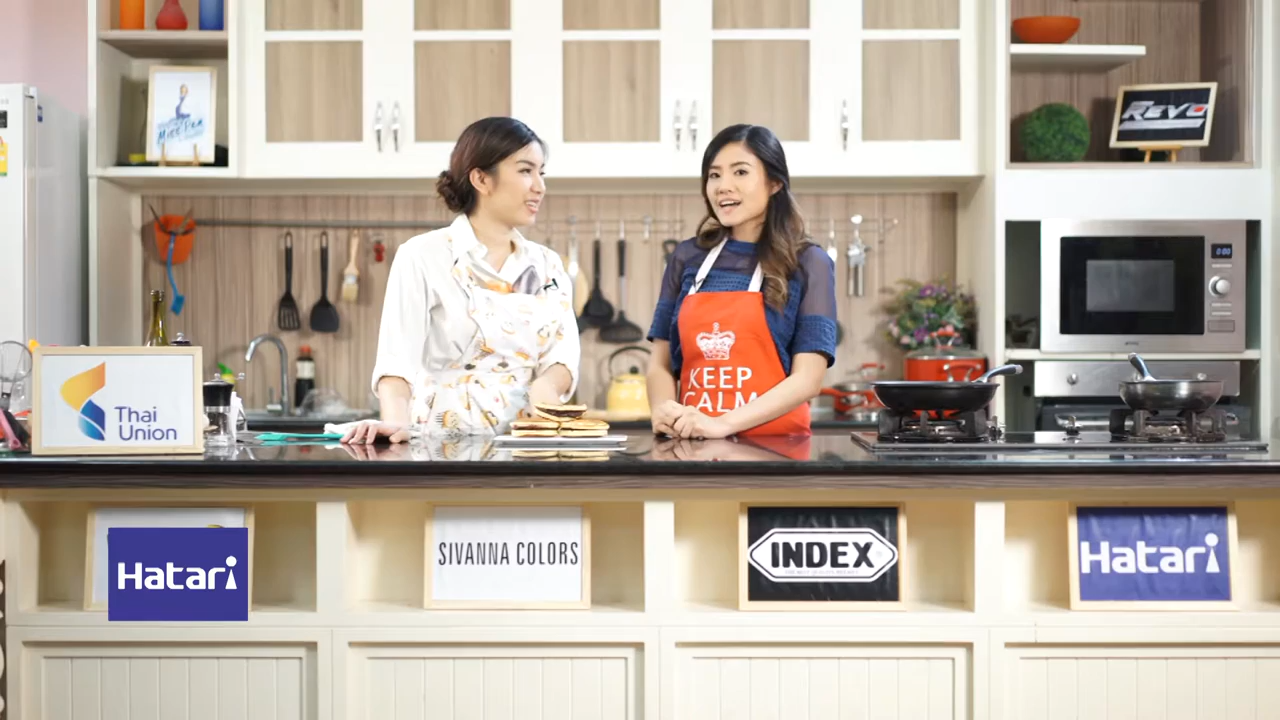 REVO
KEEP
CALM
Thai
Union
Hatari
SIVANNA COLORS
INDEX
Hatari